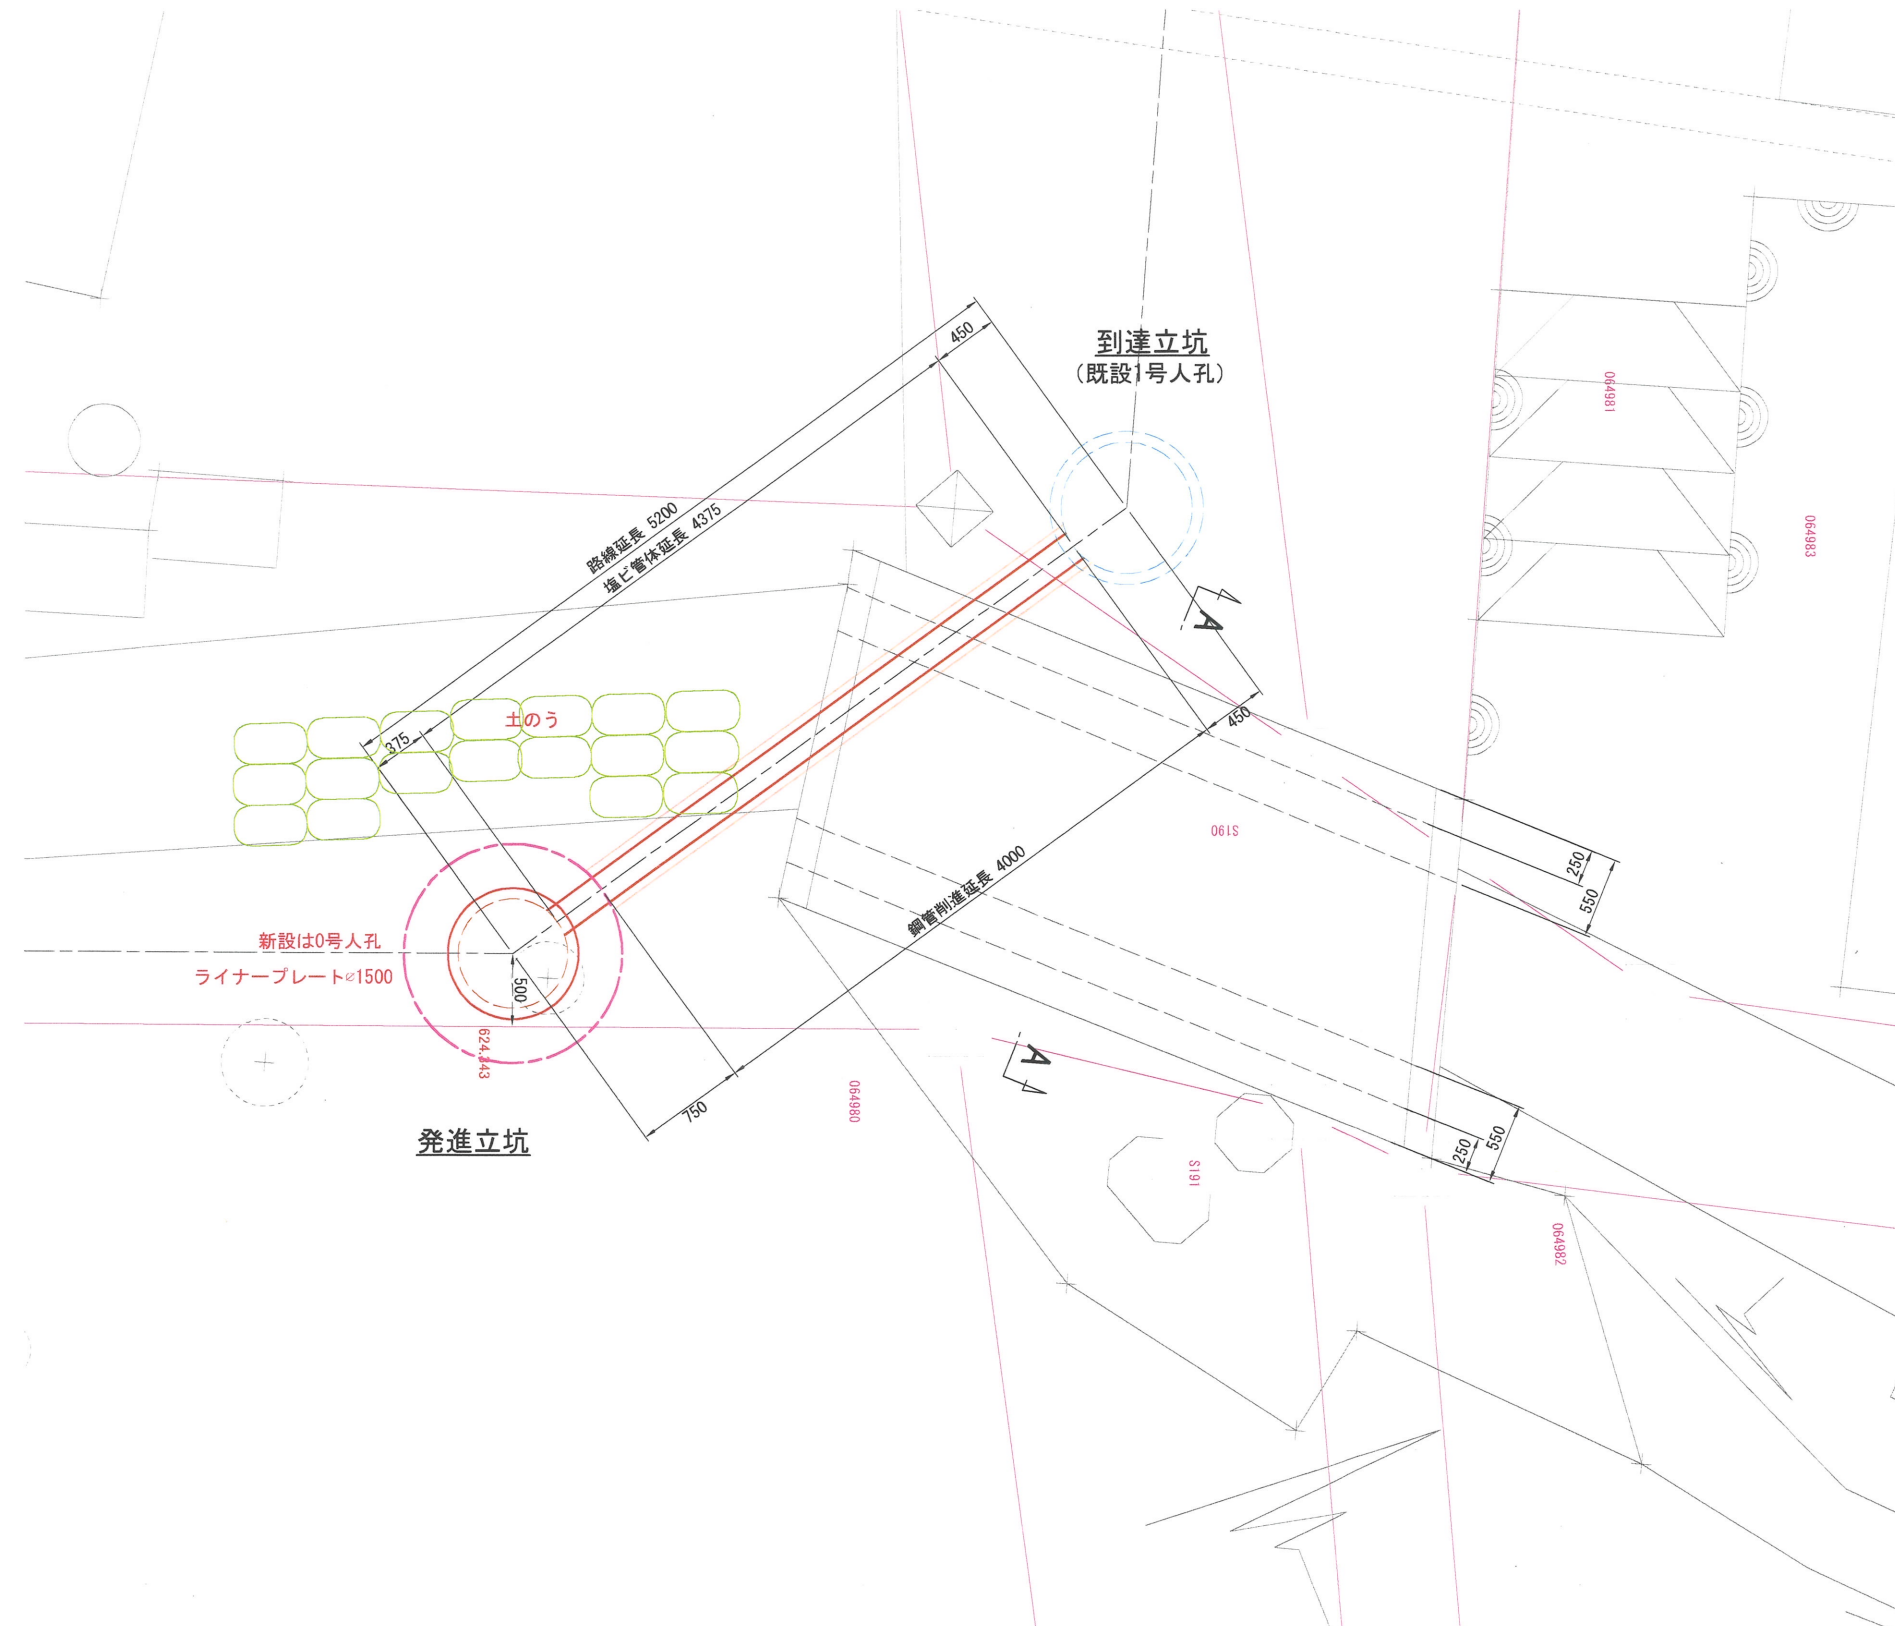 450
到達立坑
(既設1号人孔)
064981
064983
路線延長 5200
塩ビ管体延長 4375
A
土のう
375
450
S190
250
550
鋼管削進延長 4000
新設は0号人孔
ライナープレート⌀1500
500
624.343
A
064980
750
発進立坑
S191
250
550
064982